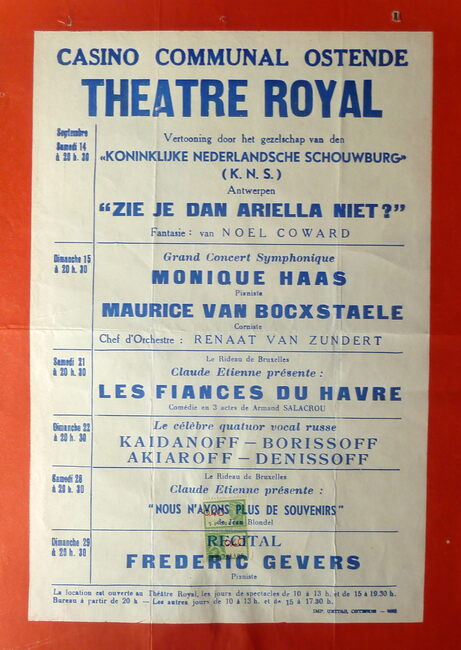 CASINO COMMUNAL OSTENDE
THEATRE ROYAL
Septembre
Samedi 14
à 20 h. 30
Vertooning door het gezelschap van den
«KONINKLIJKE NEDERLANDSCHE SCHOUWBURG»
(K. N. S.)
Antwerpen
“ZIE JE DAN ARIELLA NIET?”
Fantasie: van NOEL COWARD
Dimanche 15
à 20 h. 30
Grand Concert Symphonique
MONIQUE HAAS
Pianiste
MAURICE VAN BOCXSTAELE
Corniste
Chef d'Orchestre : RENAAT VAN ZUNDERT
Samedi 21
à 20 h. 30
Le Rideau de Bruxelles
Claude Etienne présente :
LES FIANCES DU HAVRE
Comédie en 3 actes de Armand SALACROU
Dimanche 22
à 20 h. 30
Le célèbre quatuor vocal russe
KAIDANOFF — BORISSOFF
AKIAROFF — DENISSOFF
Samedi 28
à 20 h. 30
Le Rideau de Bruxelles
Claude Etienne présente :
"NOUS N'AVONS PLUS DE SOUVENIRS"
de Jean Blondel
Dimanche 29
à 20 h. 30
RECITAL
FREDERIC GEVERS
Pianiste
La location est ouverte au Théâtre Royal, les jours de spectacles de 10 à 13 h. et de 15 à 19.30 h.
Bureau à partir de 20 h — Les autres jours de 10 à 13 h. et de 15 à 17.30 h.
IMP. UNITAS, OSTENDE